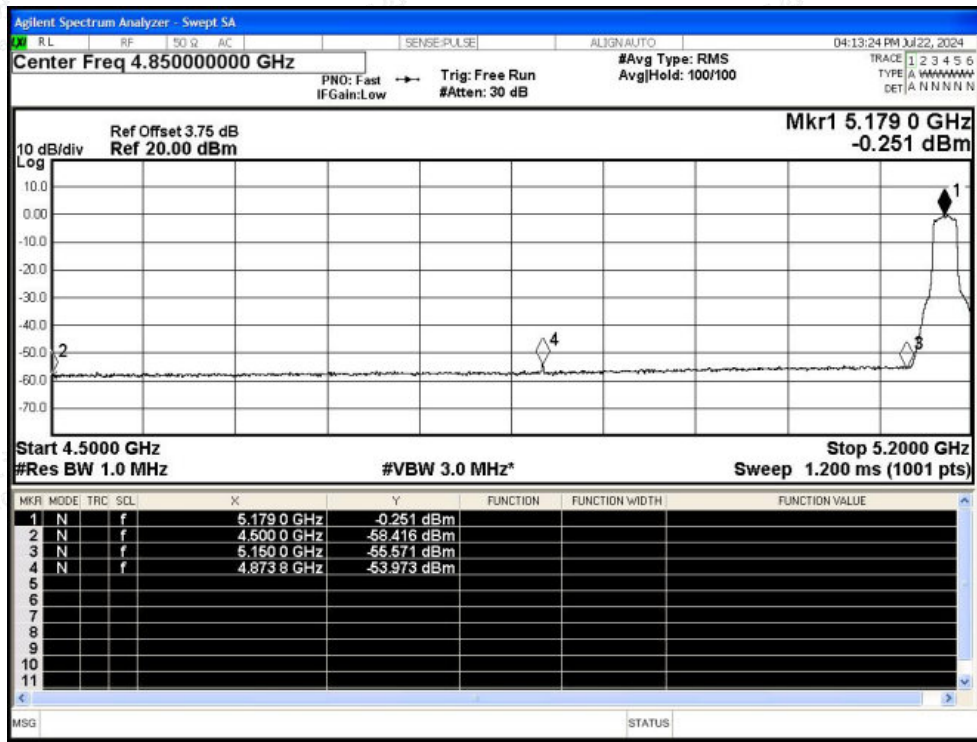 Agilent Spectrum Analyzer - Swept SA
LXI RL RF 50 Ω AC SENSE:PULSE ALIGNAUTO 04:13:24 PM Jul 22, 2024
Center Freq 4.850000000 GHz
PNO: Fast
IFGain:Low
Trig: Free Run
#Atten: 30 dB
#Avg Type: RMS
Avg|Hold: 100/100
TRACE 1 2 3 4 5 6
TYPE A WWWWW
DET A N N N N N
Mkr1 5.179 0 GHz
-0.251 dBm
Ref Offset 3.75 dB
10 dB/div Ref 20.00 dBm
Log
10.0
0.00
-10.0
-20.0
-30.0
-40.0
-50.0
-60.0
-70.0
1
2
4
3
Start 4.5000 GHz Stop 5.2000 GHz
#Res BW 1.0 MHz #VBW 3.0 MHz* Sweep 1.200 ms (1001 pts)
MKR MODE TRC SCL X Y FUNCTION FUNCTION WIDTH FUNCTION VALUE
1 N f 5.179 0 GHz -0.251 dBm
2 N f 4.500 0 GHz -58.416 dBm
3 N f 5.150 0 GHz -55.571 dBm
4 N f 4.873 8 GHz -53.973 dBm
5
6
7
8
9
10
11
MSG STATUS